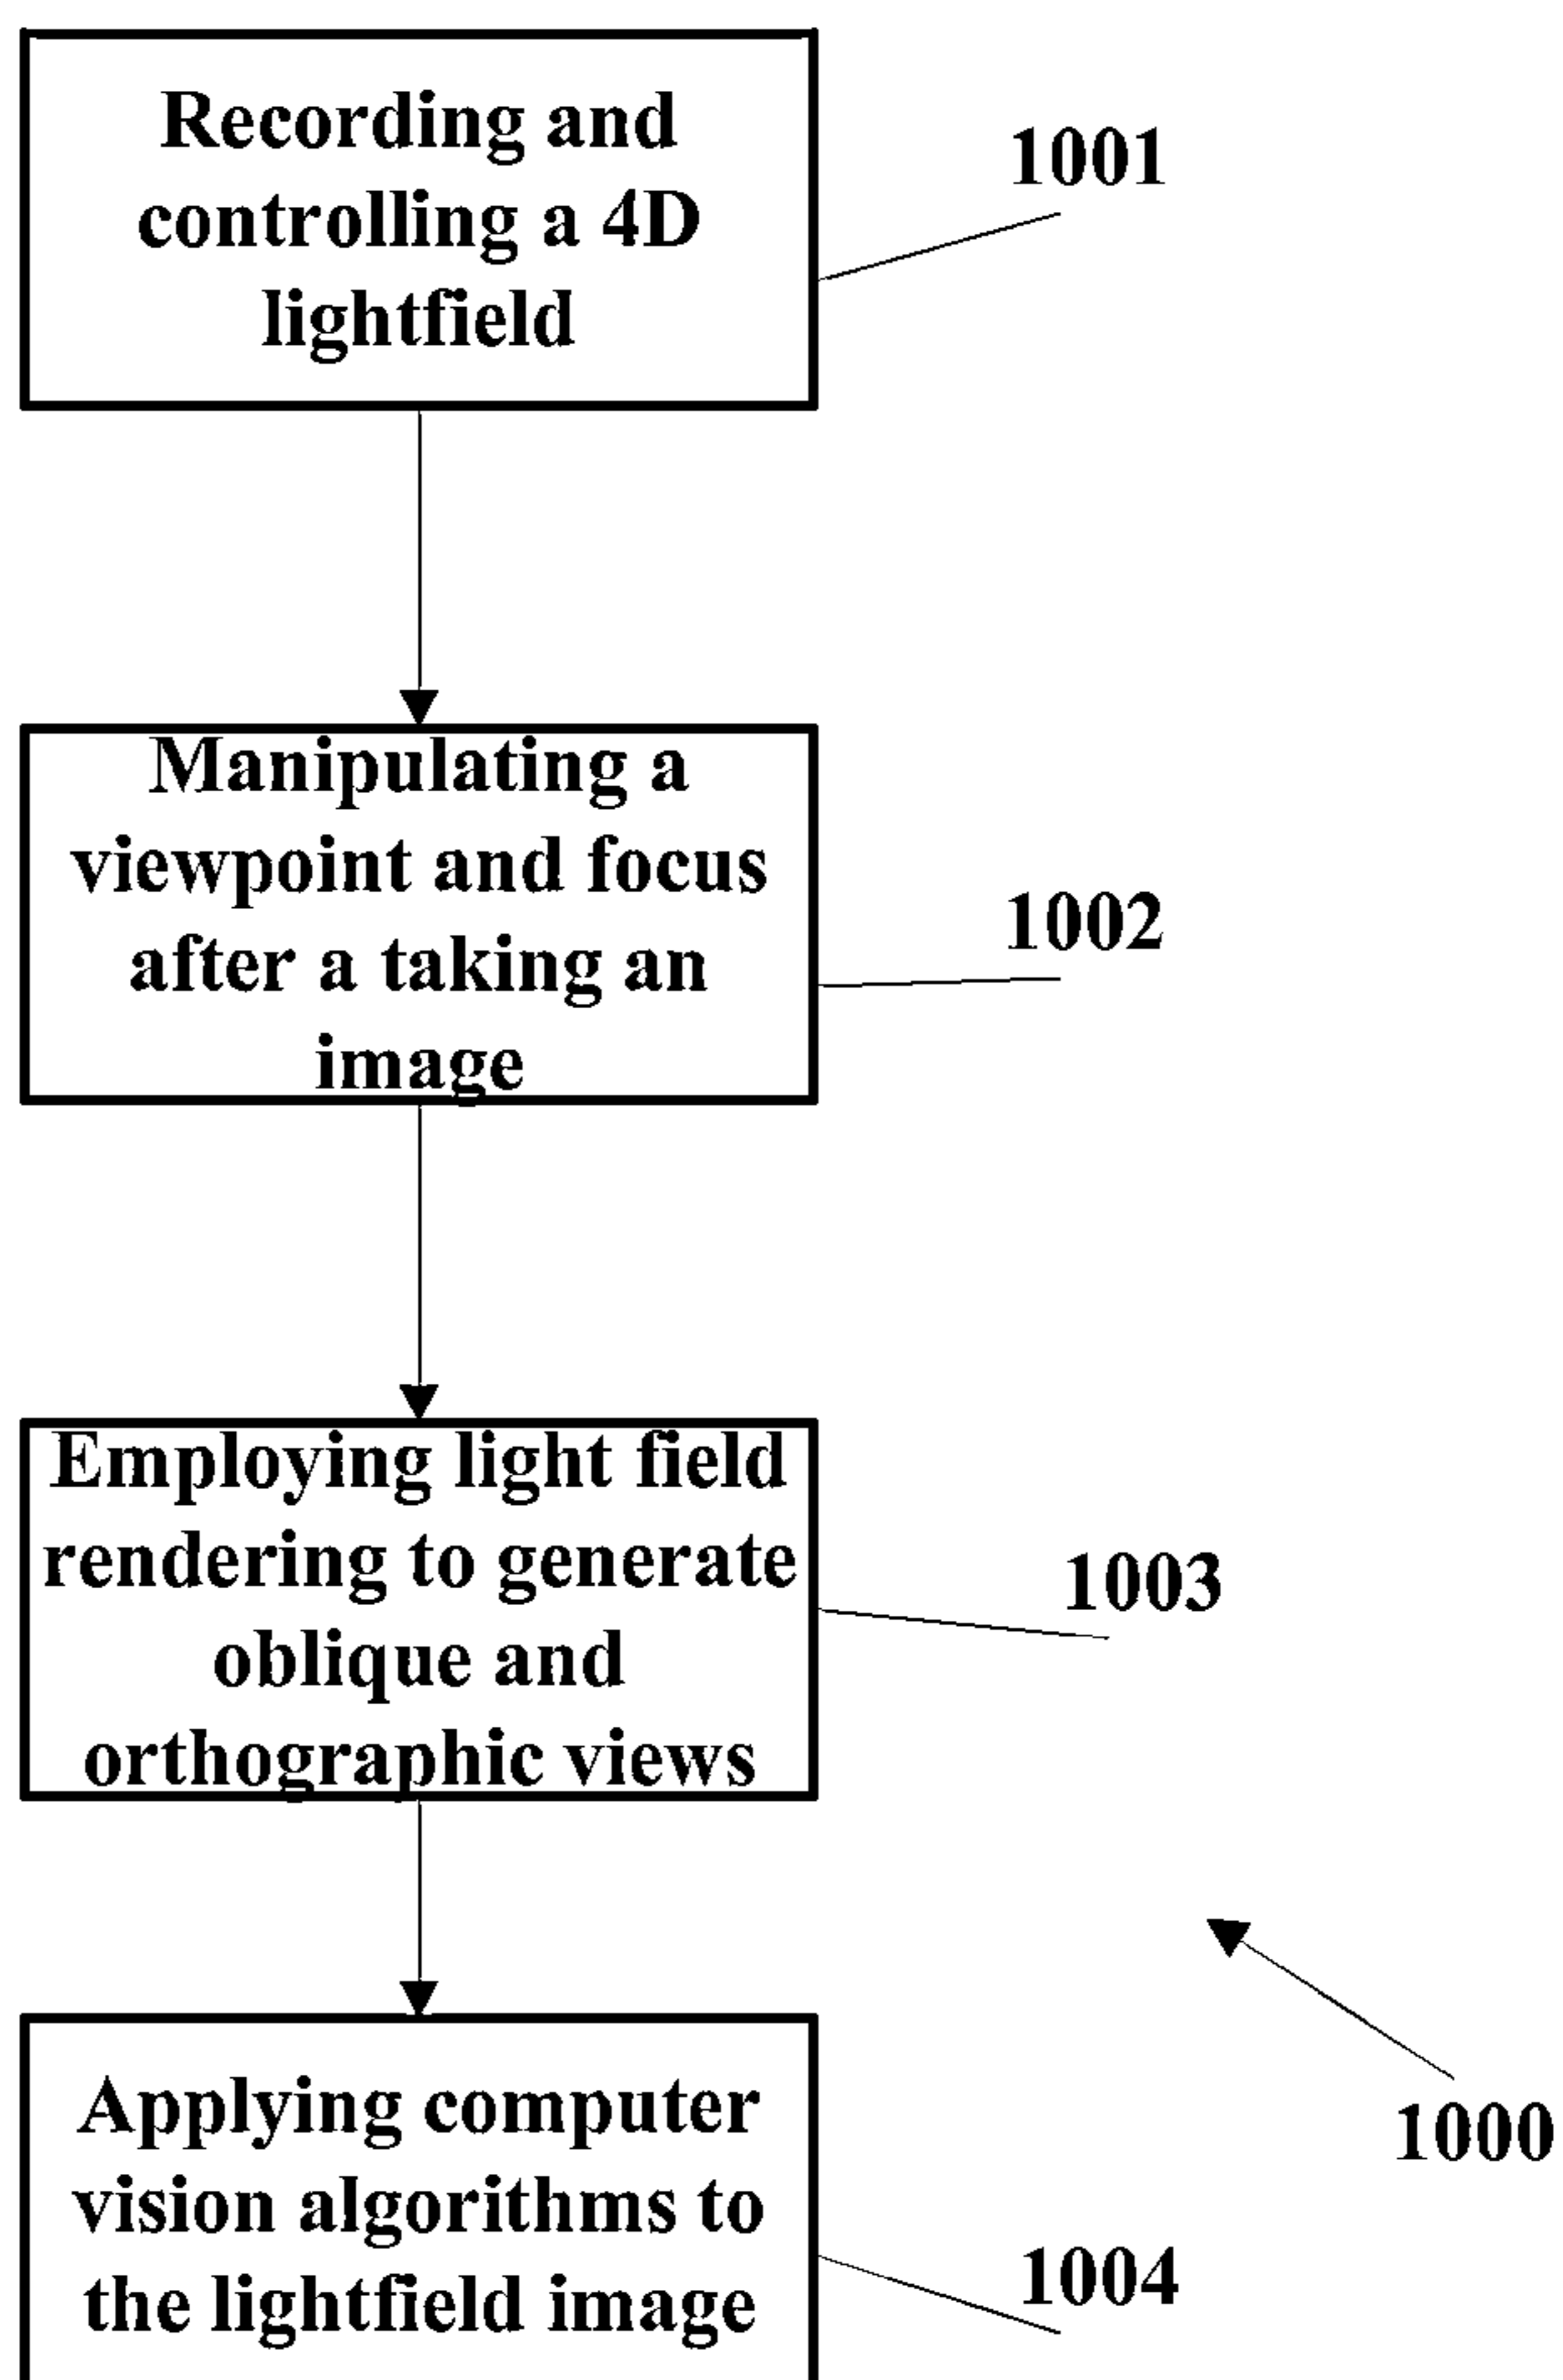 Recording and
controlling a 4D
lightfield
1001
Manipulating a
viewpoint and focus
after a taking an
image
1002
Employing light field
rendering to generate
oblique and
orthographic views
1003
1000
Applying computer
vision algorithms to
the lightfield image
1004